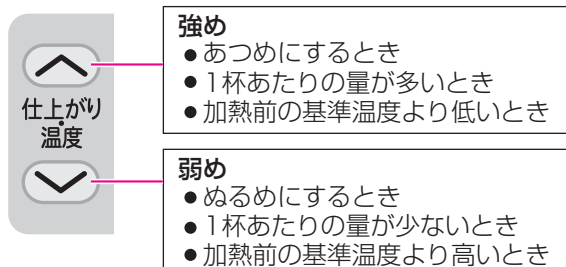 強め
●あつめにするとき
●1杯あたりの量が多いとき
●加熱前の基準温度より低いとき
仕上がり
温度
弱め
●ぬるめにするとき
●1杯あたりの量が少ないとき
●加熱前の基準温度より高いとき